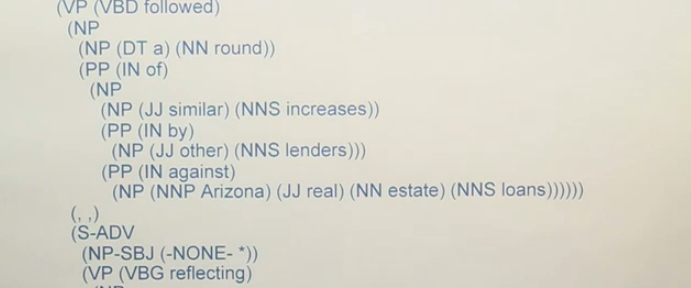 (VP (VBD followed)
(NP
(NP (DT a) (NN round))
(PP (IN of)
(NP
(NP (JJ similar) (NNS increases))
(PP (IN by)
(NP (JJ other) (NNS lenders)))
(PP (IN against)
(NP (NNP Arizona) (JJ real) (NN estate) (NNS loans))))))
(, ,)
(S-ADV
(NP-SBJ (-NONE- *))
(VP (VBG reflecting)
(NP